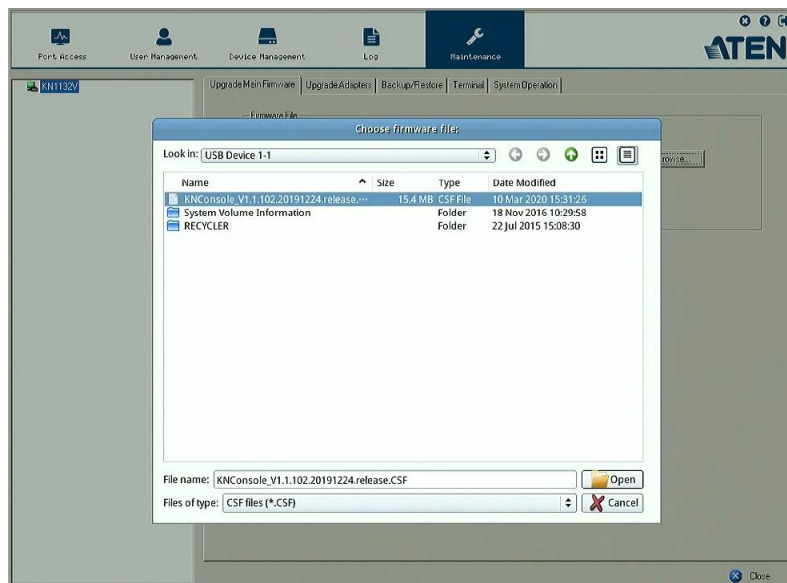 Port Access
User Management
Device Management
Log
Maintenance
ATEN
KN1132V
Upgrade Main Firmware
Upgrade Adapters
Backup/Restore
Terminal
System Operation
Firmware File
Choose firmware file:
Look in: USB Device 1-1
Name Size Type Date Modified
KNConsole_V1.1.102.20191224.release.... 15.4 MB CSF File 10 Mar 2020 15:31:26
System Volume Information Folder 18 Nov 2016 10:29:58
RECYCLER Folder 22 Jul 2015 15:08:30
File name: KNConsole_V1.1.102.20191224.release.CSF
Open
Files of type: CSF files (*.CSF)
Cancel
Close